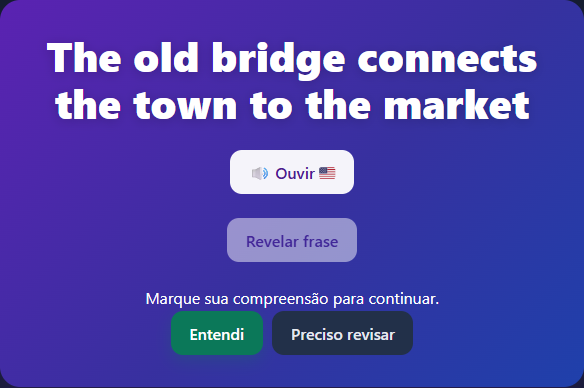 The old bridge connects
the town to the market
🔊 Ouvir 🇺🇸
Revelar frase
Marque sua compreensão para continuar.
Entendi
Preciso revisar